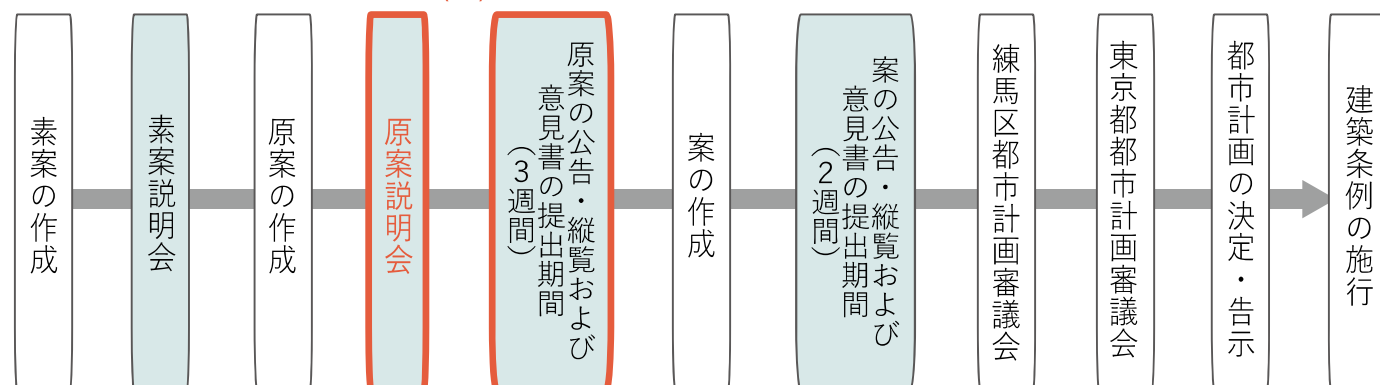 素案の作成
素案説明会
原案の作成
原案説明会
原案の公告・縦覧および
意見書の提出期間
（3週間）
案の作成
案の公告・縦覧および
意見書の提出期間
（2週間）
練馬区都市計画審議会
東京都都市計画審議会
都市計画の決定・告示
建築条例の施行